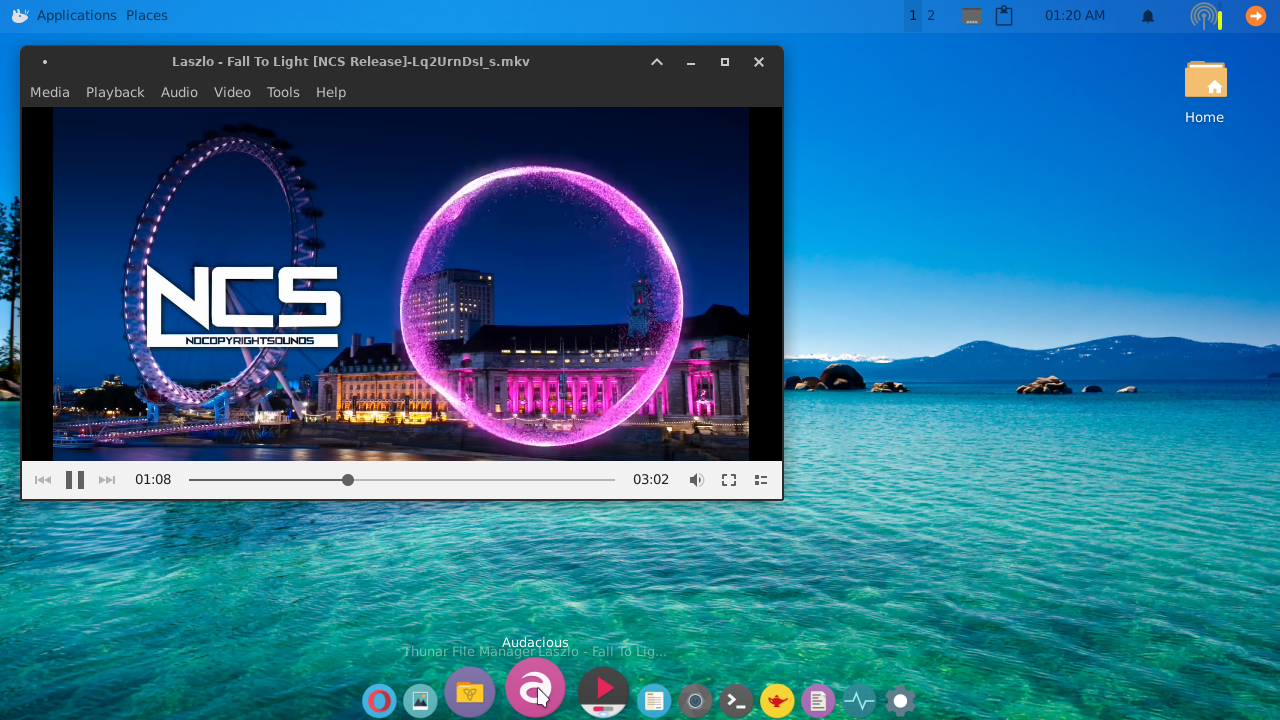 Applications Places 1 2 01:20 AM
Laszlo - Fall To Light [NCS Release]-Lq2UrnDsI_s.mkv
Media Playback Audio Video Tools Help
Home
NCS
NOCOPYRIGHTSOUNDS
01:08 03:02
Audacious
Thunar File Manager Laszlo - Fall To Lig...